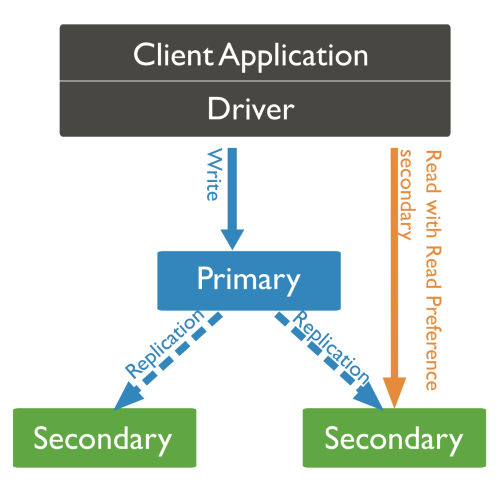 Client Application
Driver
Write
Read with Read Preference
secondary
Primary
Replication
Replication
Secondary
Secondary